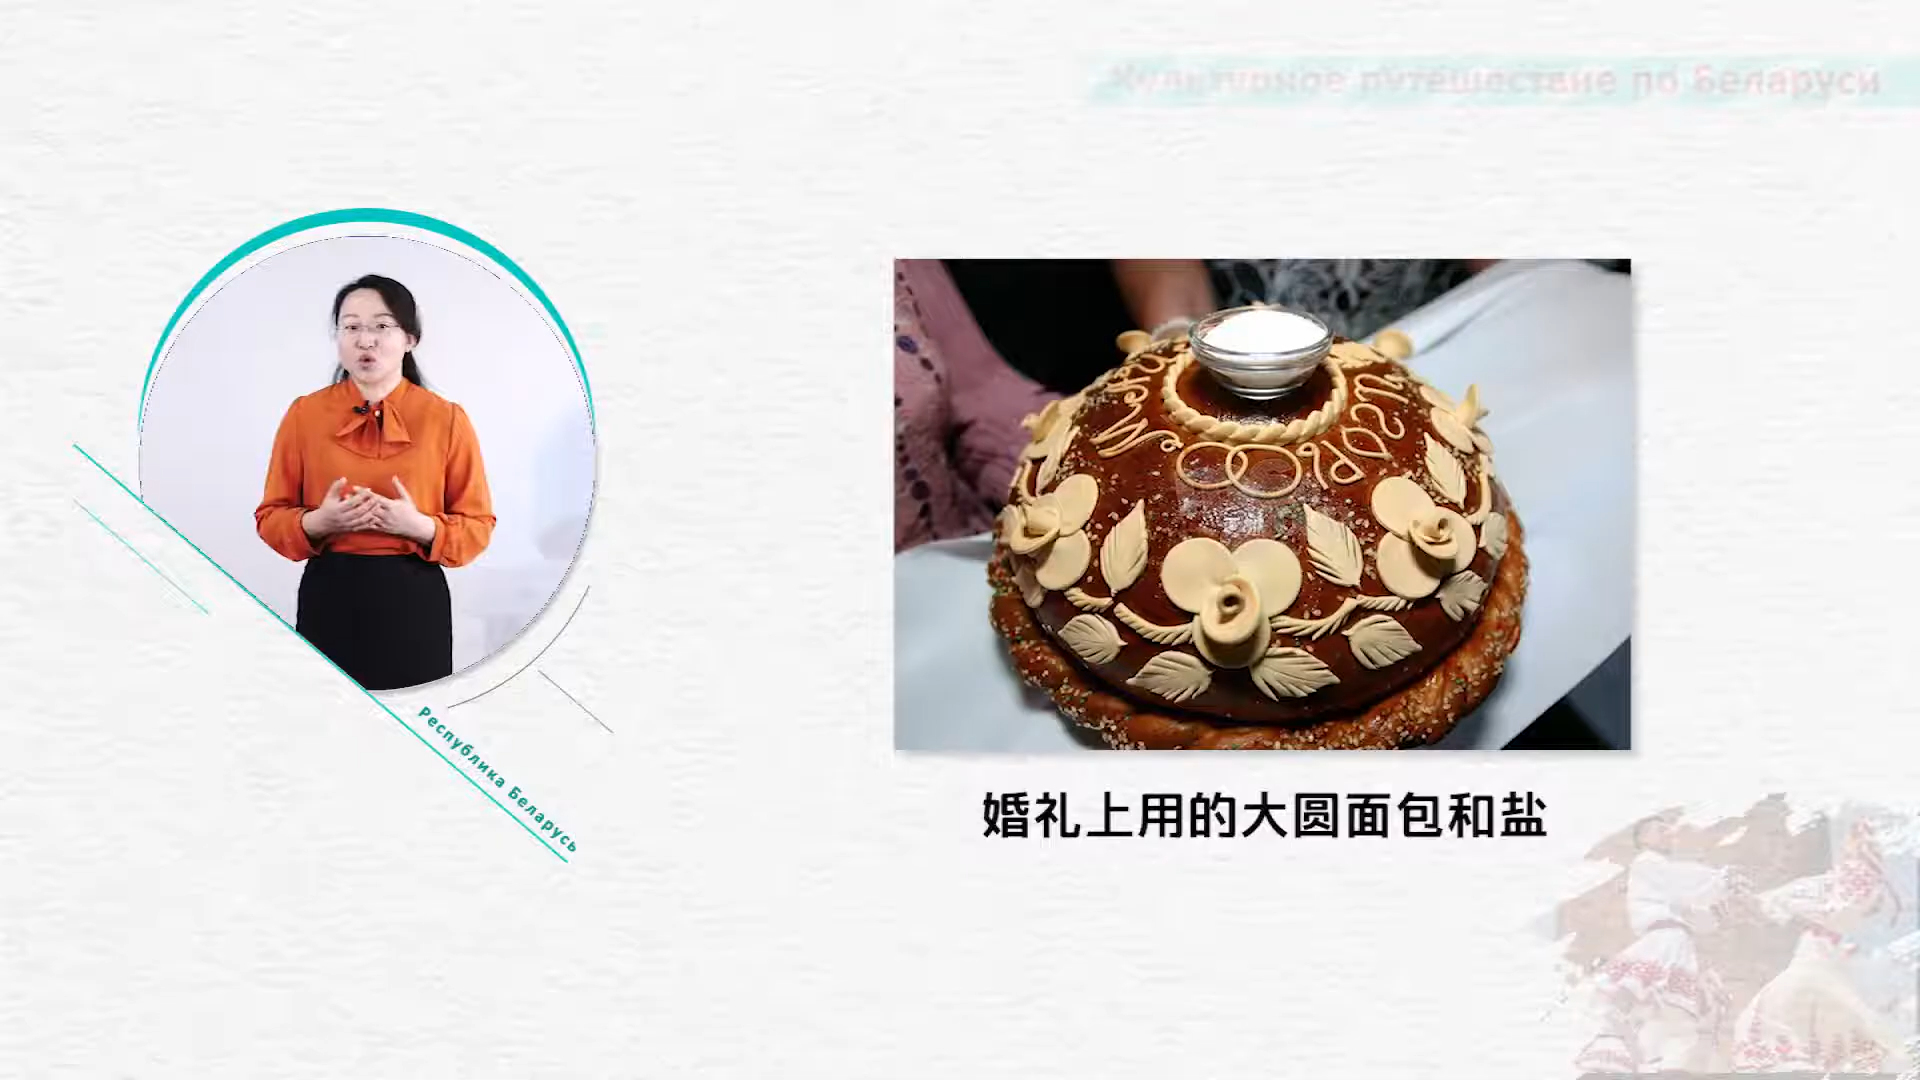 Культурное путешествие по Беларуси
Республика Беларусь
婚礼上用的大圆面包和盐